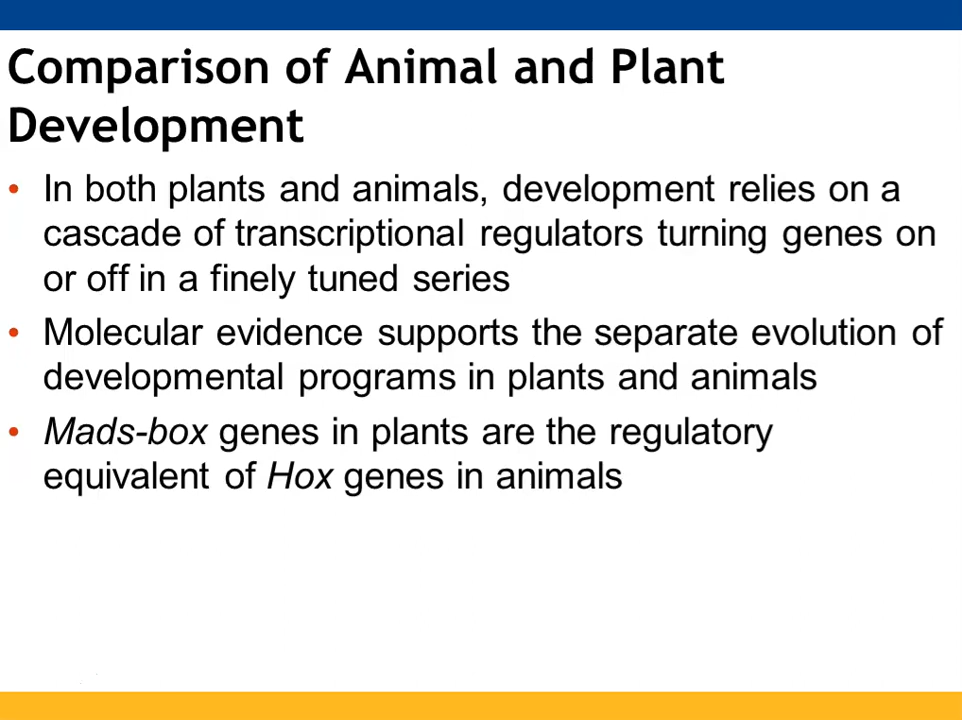 Comparison of Animal and Plant
Development
• In both plants and animals, development relies on a
cascade of transcriptional regulators turning genes on
or off in a finely tuned series
• Molecular evidence supports the separate evolution of
developmental programs in plants and animals
• Mads-box genes in plants are the regulatory
equivalent of Hox genes in animals